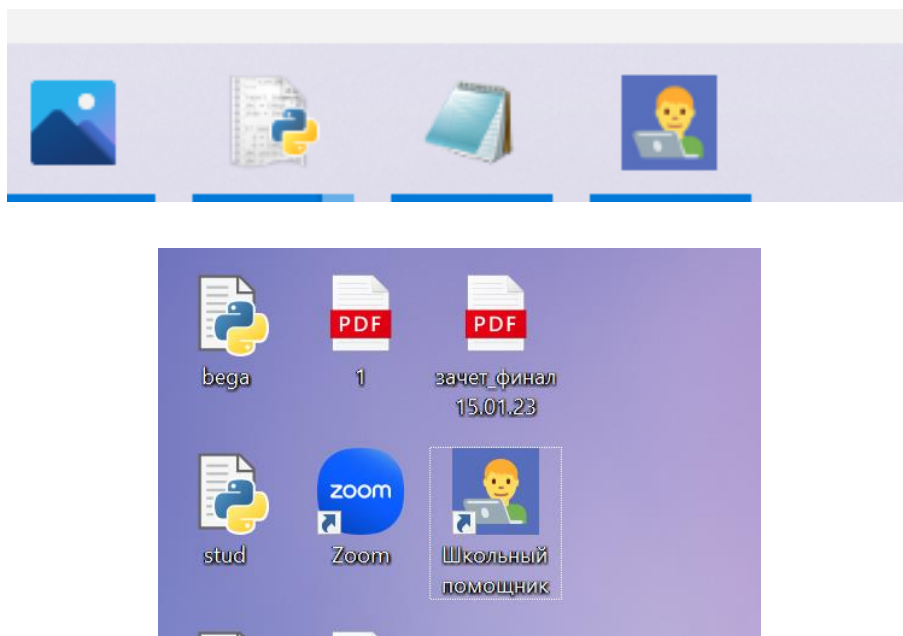 PDF
PDF
bega
1
зачет_финал
15.01.23
zoom
stud
Zoom
Школьный
помощник